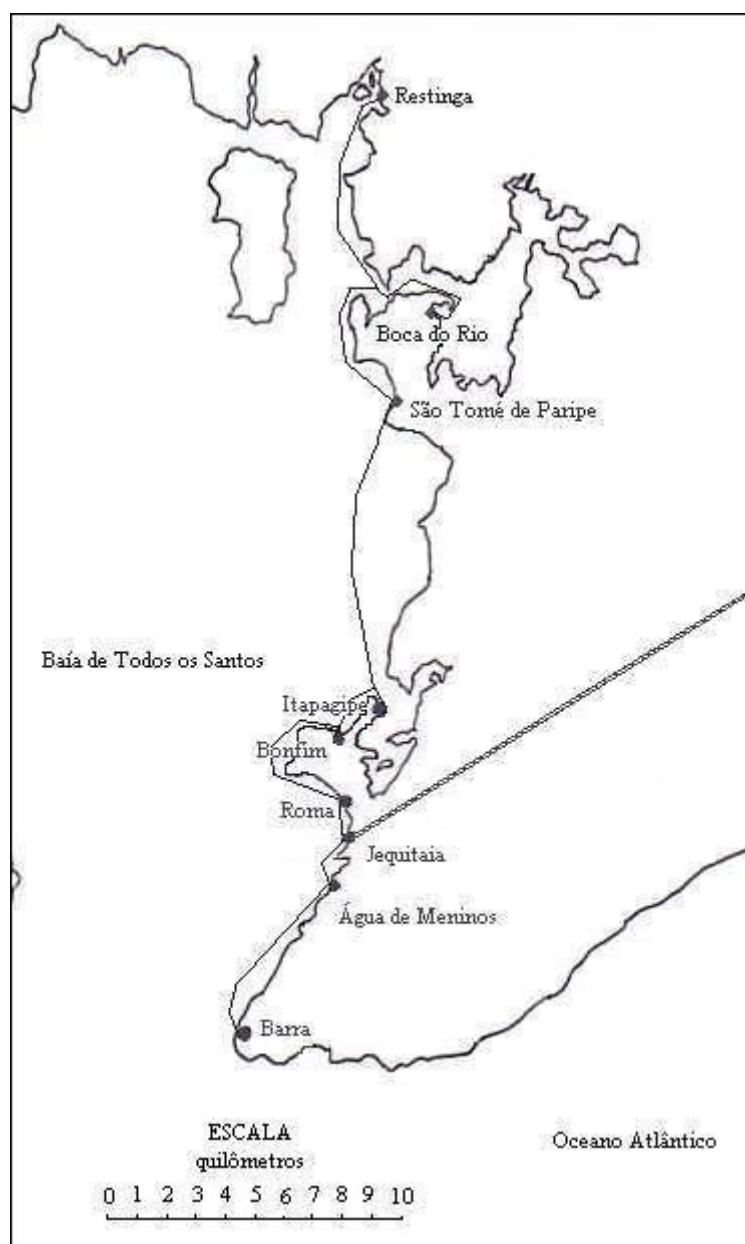 Restinga
Boca do Rio
São Tomé de Paripe
Baía de Todos os Santos
Itapagipe
Bonfim
Roma
Jequitaia
Água de Meninos
Barra
ESCALA
quilômetros
Oceano Atlântico
0 1 2 3 4 5 6 7 8 9 10